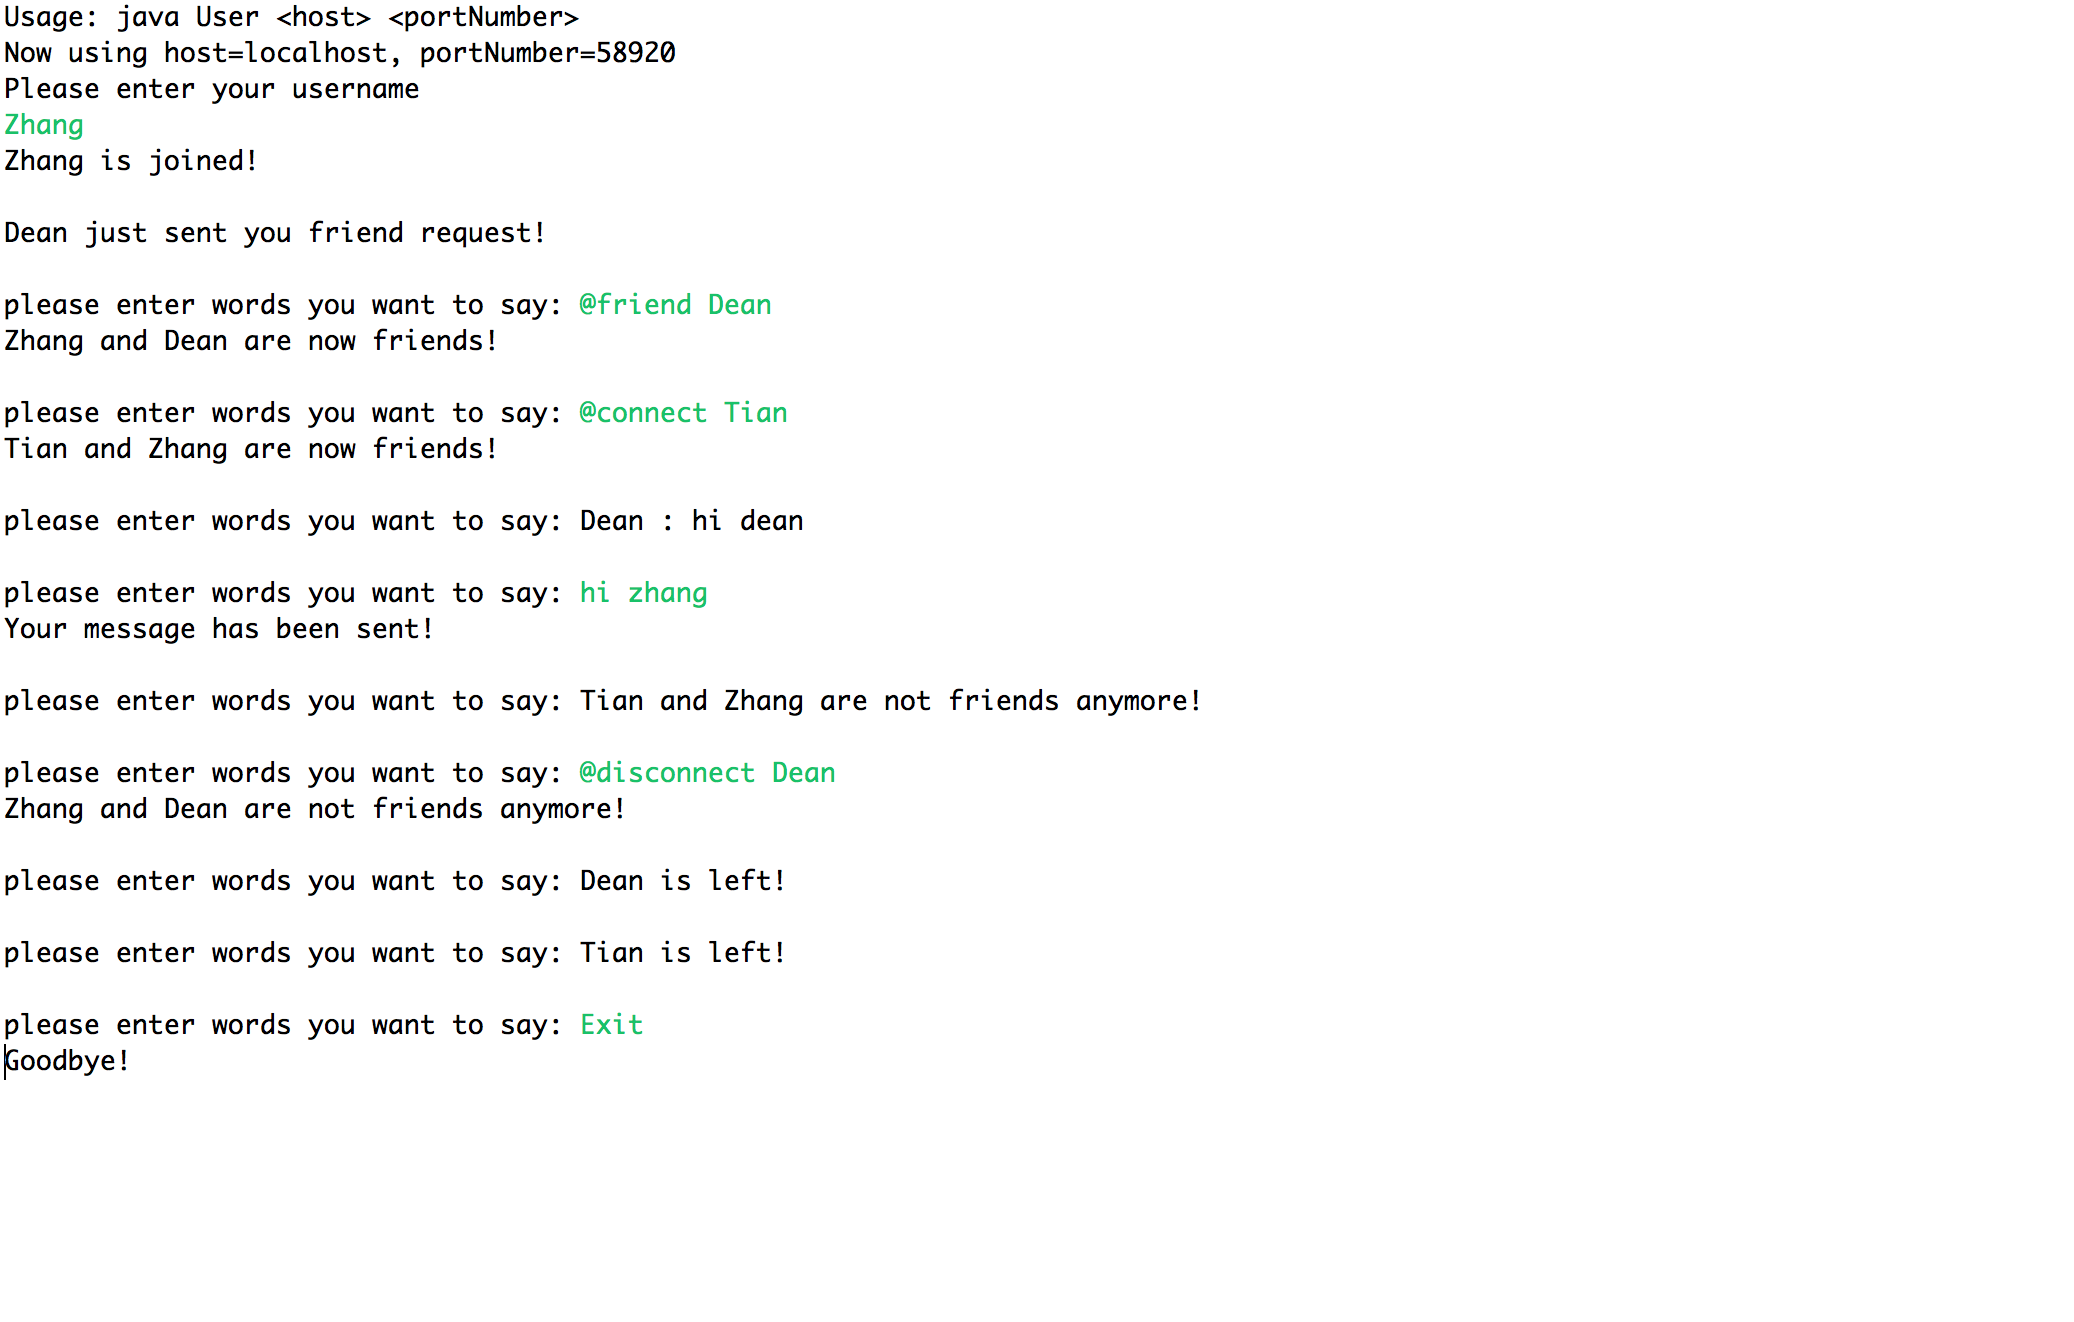 Usage: java User <host> <portNumber>
Now using host=localhost, portNumber=58920
Please enter your username
Zhang
Zhang is joined!
Dean just sent you friend request!
please enter words you want to say: @friend Dean
Zhang and Dean are now friends!
please enter words you want to say: @connect Tian
Tian and Zhang are now friends!
please enter words you want to say: Dean : hi dean
please enter words you want to say: hi zhang
Your message has been sent!
please enter words you want to say: Tian and Zhang are not friends anymore!
please enter words you want to say: @disconnect Dean
Zhang and Dean are not friends anymore!
please enter words you want to say: Dean is left!
please enter words you want to say: Tian is left!
please enter words you want to say: Exit
Goodbye!